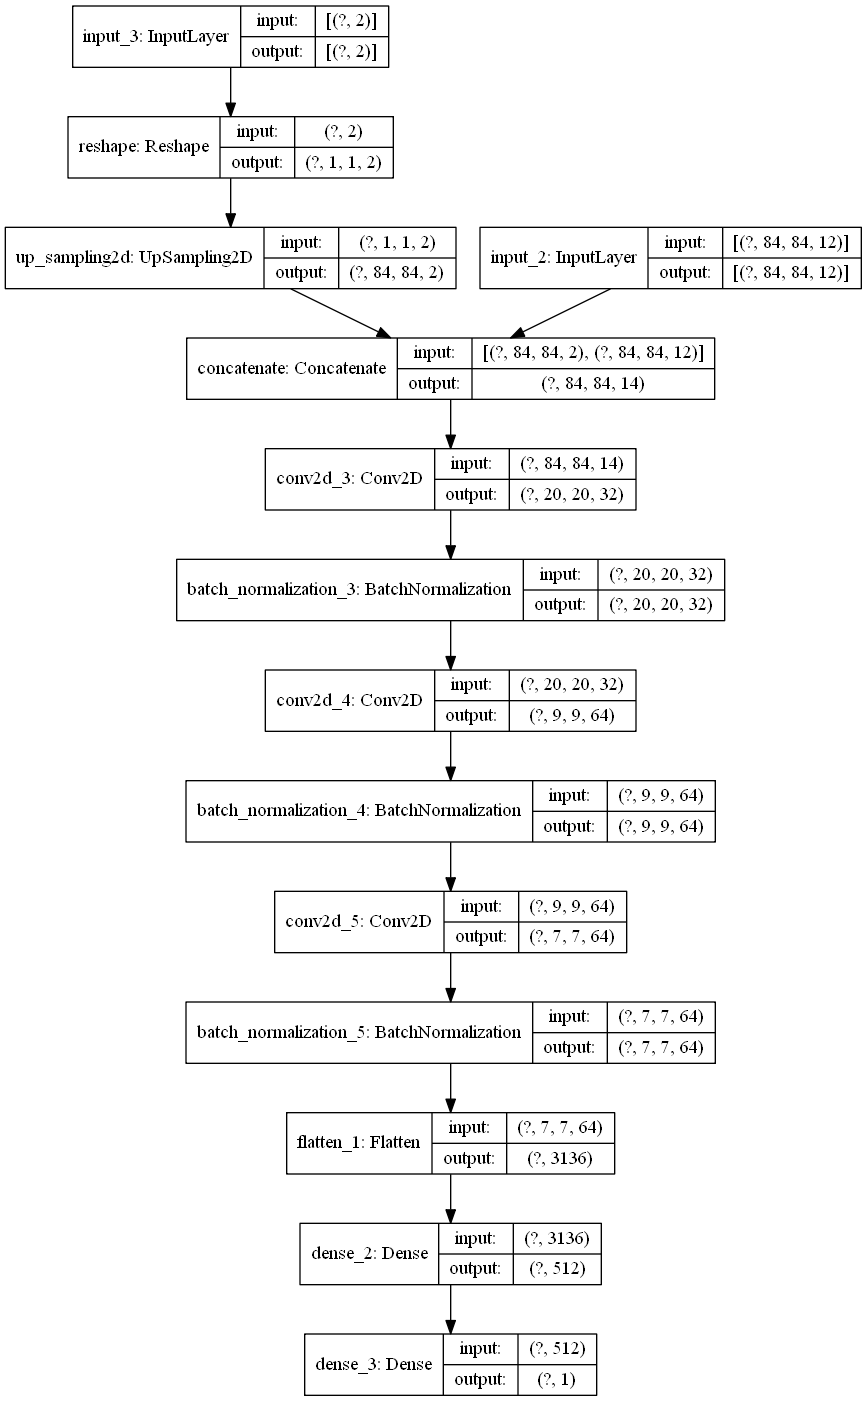 input_3: InputLayer
input: [(?, 2)]
output: [(?, 2)]
reshape: Reshape
input: (?, 2)
output: (?, 1, 1, 2)
up_sampling2d: UpSampling2D
input: (?, 1, 1, 2)
output: (?, 84, 84, 2)
input_2: InputLayer
input: [(?, 84, 84, 12)]
output: [(?, 84, 84, 12)]
concatenate: Concatenate
input: [(?, 84, 84, 2), (?, 84, 84, 12)]
output: (?, 84, 84, 14)
conv2d_3: Conv2D
input: (?, 84, 84, 14)
output: (?, 20, 20, 32)
batch_normalization_3: BatchNormalization
input: (?, 20, 20, 32)
output: (?, 20, 20, 32)
conv2d_4: Conv2D
input: (?, 20, 20, 32)
output: (?, 9, 9, 64)
batch_normalization_4: BatchNormalization
input: (?, 9, 9, 64)
output: (?, 9, 9, 64)
conv2d_5: Conv2D
input: (?, 9, 9, 64)
output: (?, 7, 7, 64)
batch_normalization_5: BatchNormalization
input: (?, 7, 7, 64)
output: (?, 7, 7, 64)
flatten_1: Flatten
input: (?, 7, 7, 64)
output: (?, 3136)
dense_2: Dense
input: (?, 3136)
output: (?, 512)
dense_3: Dense
input: (?, 512)
output: (?, 1)